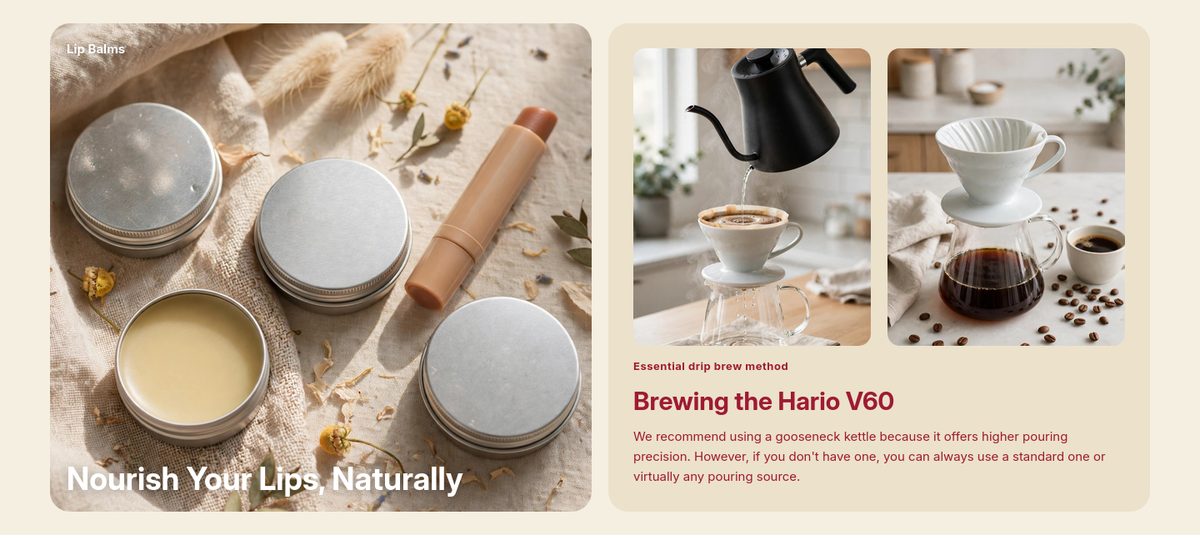 Lip Balms
Nourish Your Lips, Naturally
Essential drip brew method
Brewing the Hario V60
We recommend using a gooseneck kettle because it offers higher pouring
precision. However, if you don't have one, you can always use a standard one or
virtually any pouring source.